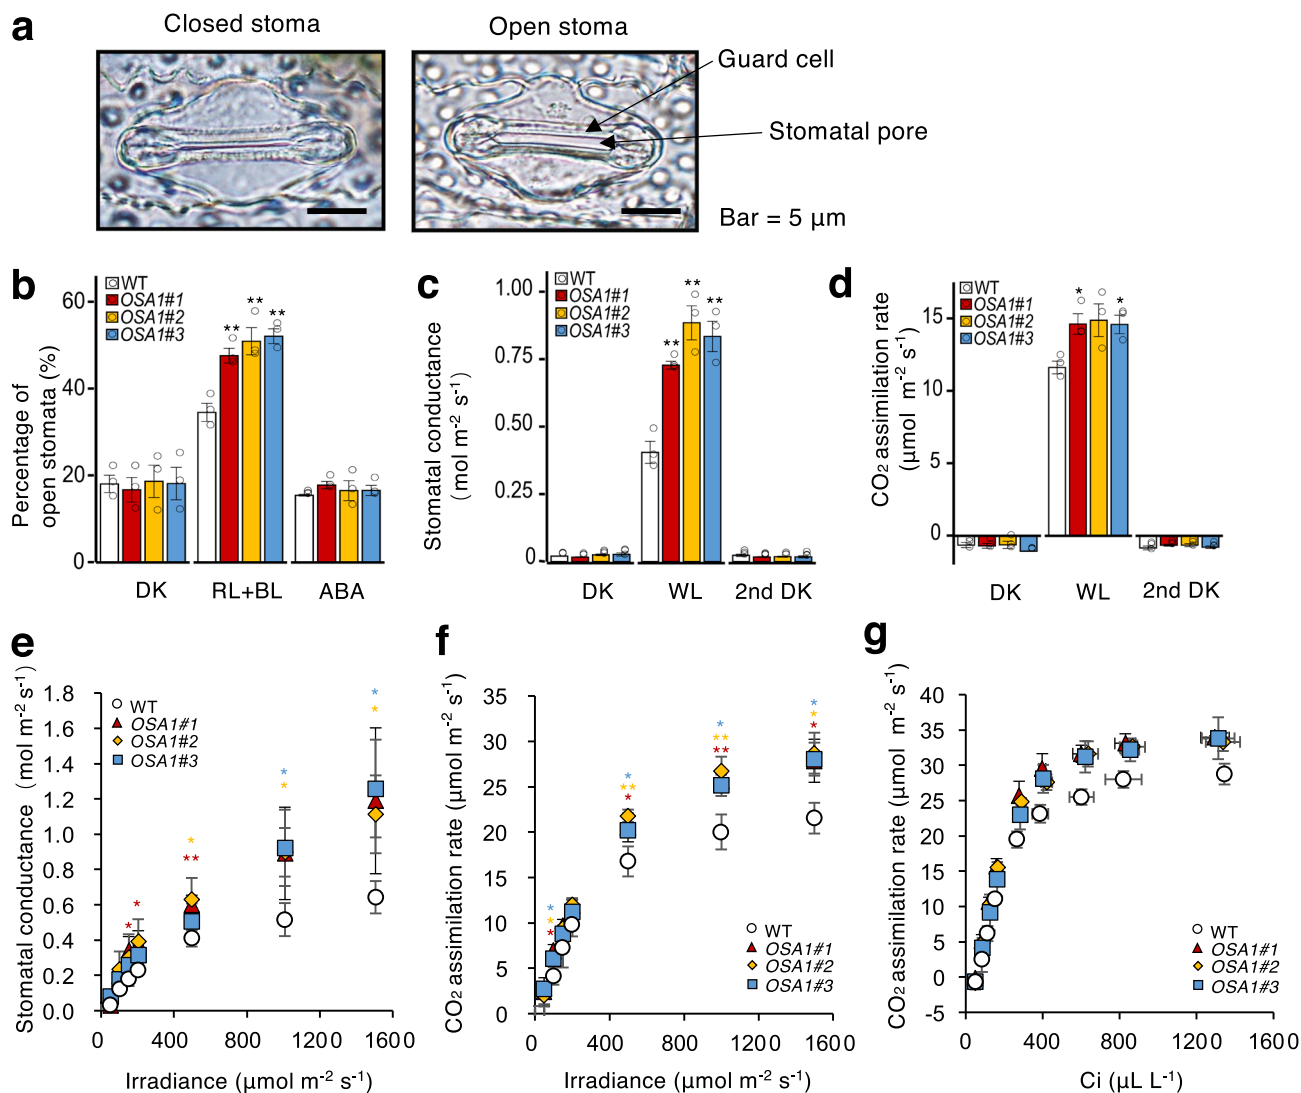 a
Closed stoma
Open stoma
Guard cell
Stomatal pore
Bar = 5 μm
b
WT
OSA1#1
OSA1#2
OSA1#3
Percentage of
open stomata (%)
60
40
20
0
** ** **
DK RL+BL ABA
c
WT
OSA1#1
OSA1#2
OSA1#3
Stomatal conductance
(mol m-2 s-1)
1.00
0.75
0.50
0.25
0
** ** **
DK WL 2nd DK
d
WT
OSA1#1
OSA1#2
OSA1#3
CO2 assimilation rate
(μmol m-2 s-1)
15
10
5
0
* *
DK WL 2nd DK
e
Stomatal conductance (mol m-2 s-1)
1.8
1.6
1.4
1.2
1.0
0.8
0.6
0.4
0.2
0.0
WT
OSA1#1
OSA1#2
OSA1#3
*
*
*
*
*
**
*
*
0 400 800 1200 1600
Irradiance (μmol m-2 s-1)
f
CO2 assimilation rate (μmol m-2 s-1)
35
30
25
20
15
10
5
0
*
*
*
*
**
*
*
**
**
*
*
*
WT
OSA1#1
OSA1#2
OSA1#3
0 400 800 1200 1600
Irradiance (μmol m-2 s-1)
g
CO2 assimilation rate (μmol m-2 s-1)
40
35
30
25
20
15
10
5
0
-5
WT
OSA1#1
OSA1#2
OSA1#3
0 400 800 1200 1600
Ci (μL L-1)